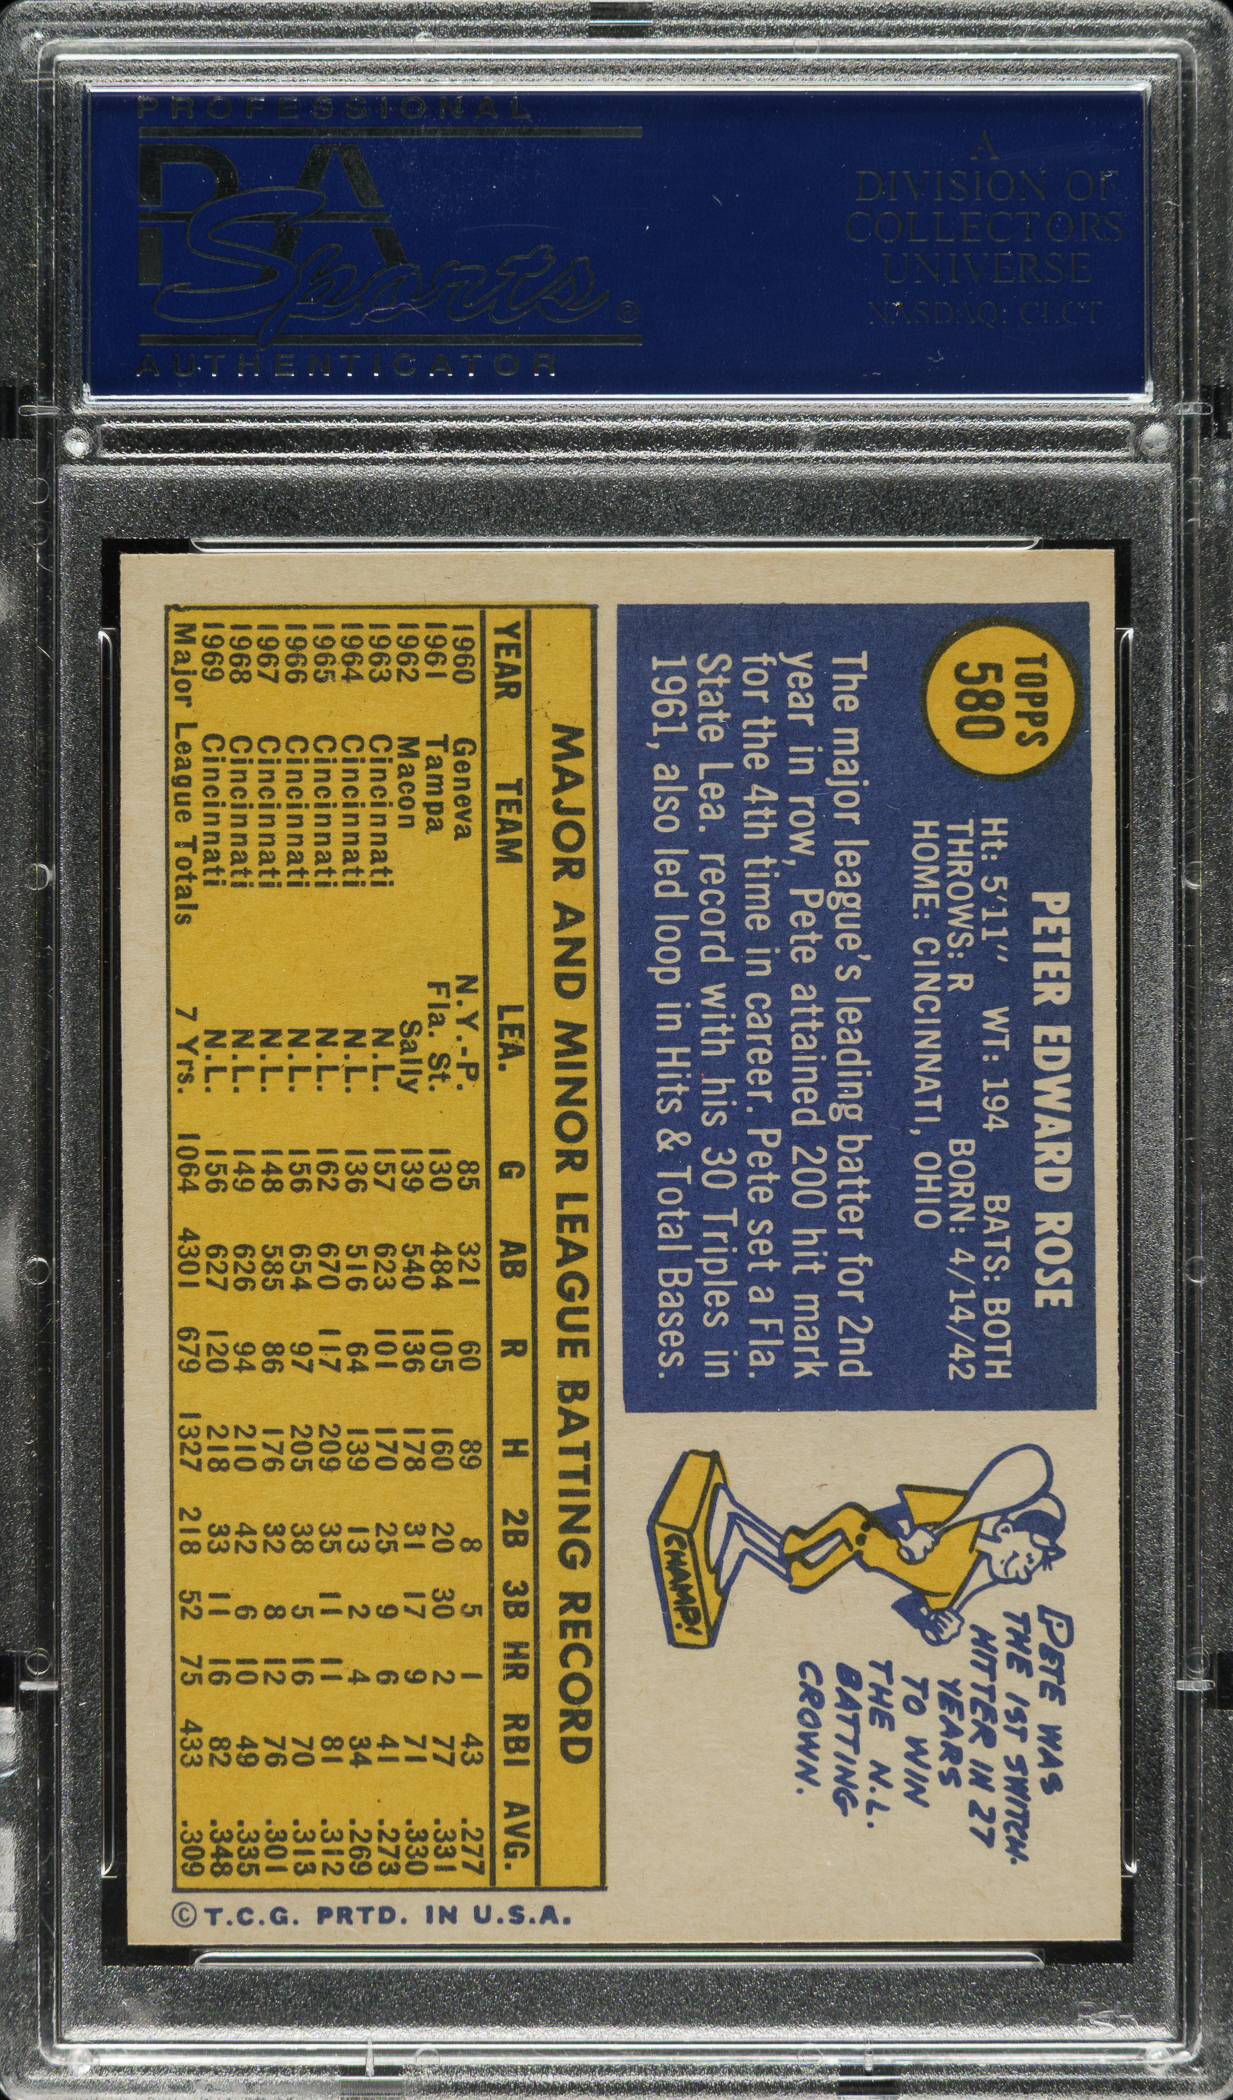 PROFESSIONAL
PSA
Sports®
AUTHENTICATOR
A
DIVISION OF
COLLECTORS
UNIVERSE
NASDAQ: CLCT
TOPPS
580
PETER EDWARD ROSE
Ht: 5'11" WT: 194 BATS: BOTH
THROWS: R BORN: 4/14/42
HOME: CINCINNATI, OHIO
The major league's leading batter for 2nd
year in row, Pete attained 200 hit mark
for the 4th time in career. Pete set a Fla.
State Lea. record with his 30 Triples in
1961, also led loop in Hits & Total Bases.
PETE WAS
THE 1ST SWITCH-
HITTER IN 27
YEARS
TO WIN
THE N.L.
BATTING
CROWN.
CHAMP!
MAJOR AND MINOR LEAGUE BATTING RECORD
YEAR TEAM LEA. G AB R H 2B 3B HR RBI AVG.
1960 Geneva N.Y.-P. 85 321 60 89 8 5 1 43 .277
1961 Tampa Fla. St. 130 484 105 160 20 30 2 77 .331
1962 Macon Sally 139 540 136 178 31 17 9 71 .330
1963 Cincinnati N.L. 157 623 101 170 25 9 6 41 .273
1964 Cincinnati N.L. 136 516 64 139 13 2 4 34 .269
1965 Cincinnati N.L. 162 670 117 209 35 11 11 81 .312
1966 Cincinnati N.L. 156 654 97 205 38 5 16 70 .313
1967 Cincinnati N.L. 148 585 86 176 32 8 12 76 .301
1968 Cincinnati N.L. 149 626 94 210 42 6 10 49 .335
1969 Cincinnati N.L. 156 627 120 218 33 11 16 82 .348
Major League Totals 7 Yrs. 1064 4301 679 1327 218 52 75 433 .309
© T.C.G. PRTD. IN U.S.A.